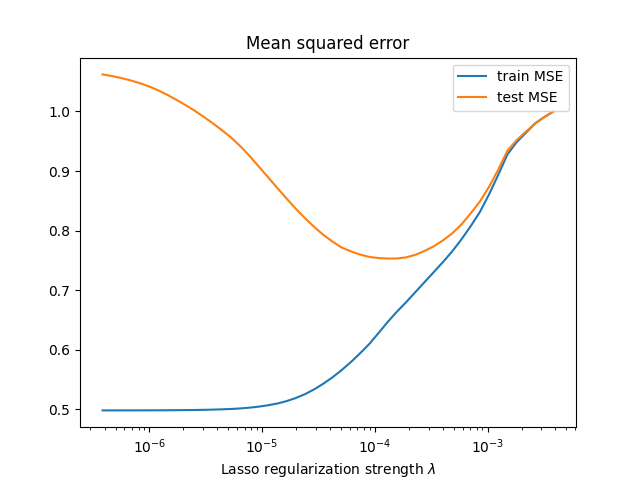 Mean squared error
train MSE
test MSE
1.0
0.9
0.8
0.7
0.6
0.5
10⁻⁶ 10⁻⁵ 10⁻⁴ 10⁻³
Lasso regularization strength λ